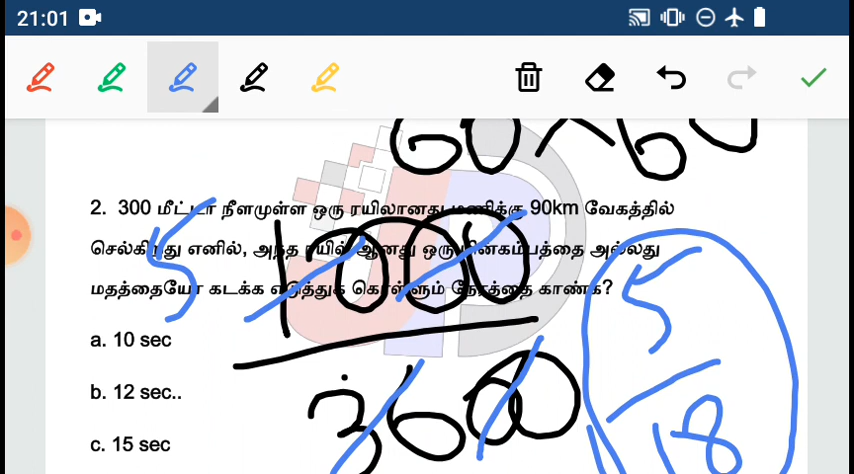 21:01
60 × 60
2. 300 மீட்டர் நீளமுள்ள ஒரு ரயிலானது மணிக்கு 90km வேகத்தில்
செல்கிறது எனில், அந்த ரயில் ஆனது ஒரு மின்கம்பத்தை அல்லது
மதத்தையோ கடக்க எடுத்துக் கொள்ளும் நேரத்தை காண்க?
5
1000
3600
5
18
a. 10 sec
b. 12 sec..
c. 15 sec